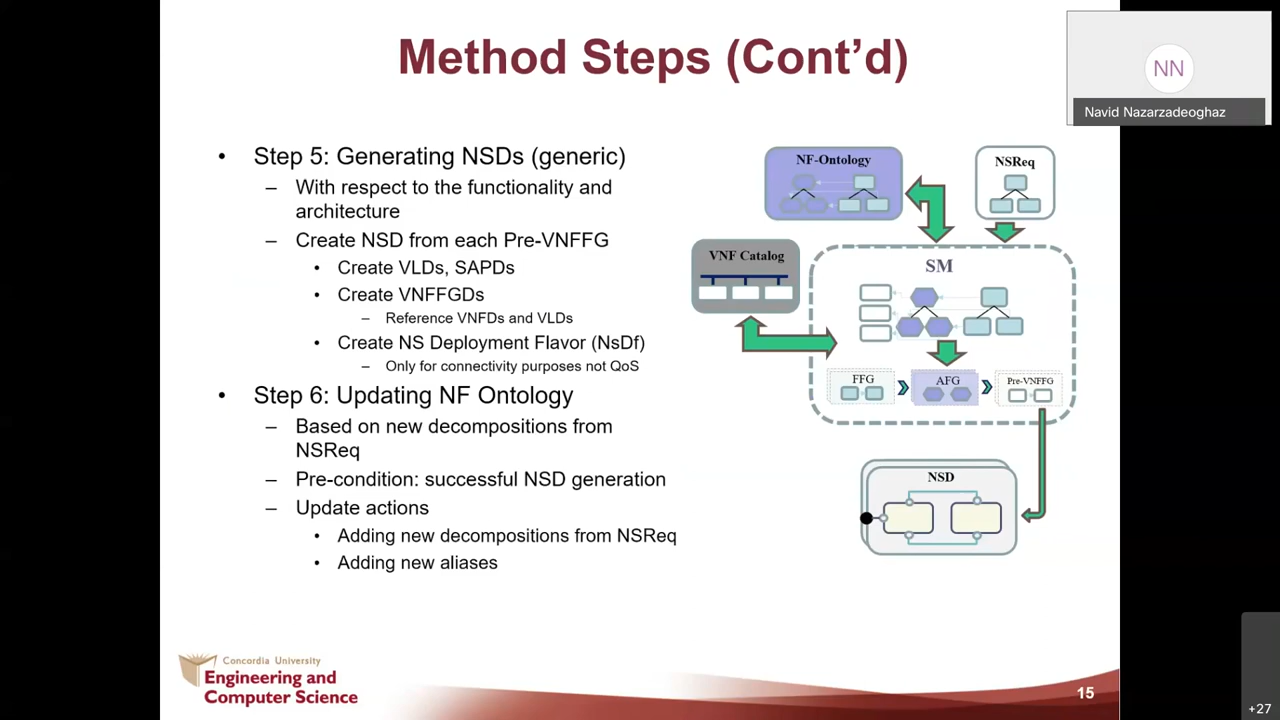 Method Steps (Cont’d)
NN
Navid Nazarzadeoghaz
• Step 5: Generating NSDs (generic)
– With respect to the functionality and
architecture
– Create NSD from each Pre-VNFFG
• Create VLDs, SAPDs
• Create VNFFGDs
– Reference VNFDs and VLDs
• Create NS Deployment Flavor (NsDf)
– Only for connectivity purposes not QoS
• Step 6: Updating NF Ontology
– Based on new decompositions from
NSReq
– Pre-condition: successful NSD generation
– Update actions
• Adding new decompositions from NSReq
• Adding new aliases
NF-Ontology
NSReq
VNF Catalog
SM
FFG
AFG
Pre-VNFFG
NSD
Concordia University
Engineering and
Computer Science
15
+27